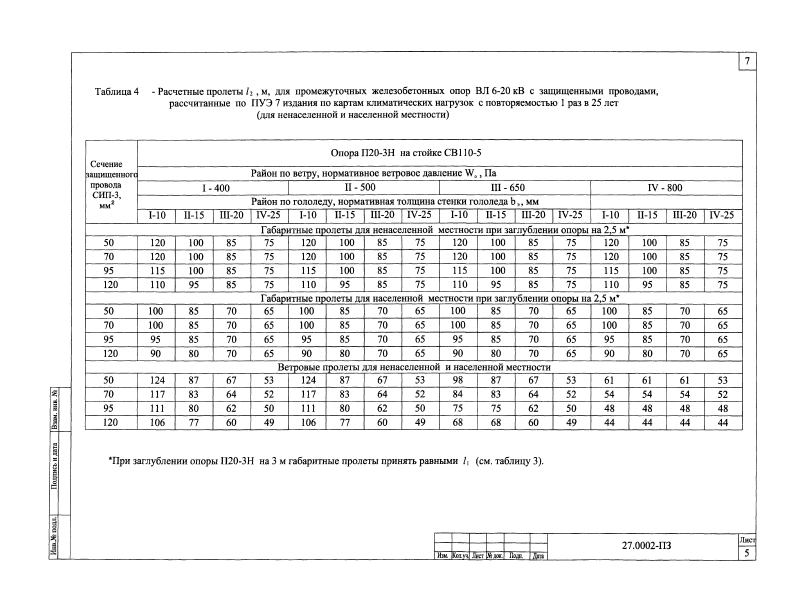 7
Таблица 4 - Расчетные пролеты l₂ , м, для промежуточных железобетонных опор ВЛ 6-20 кВ с защищенными проводами,
рассчитанные по ПУЭ 7 издания по картам климатических нагрузок с повторяемостью 1 раз в 25 лет
(для ненаселенной и населенной местности)
Сечение защищенного провода СИП-3, мм²
Опора П20-3Н на стойке СВ110-5
Район по ветру, нормативное ветровое давление Wₒ , Па
I - 400 II - 500 III - 650 IV - 800
Район по гололеду, нормативная толщина стенки гололеда bₔ, мм
I-10 II-15 III-20 IV-25 I-10 II-15 III-20 IV-25 I-10 II-15 III-20 IV-25 I-10 II-15 III-20 IV-25
Габаритные пролеты для ненаселенной местности при заглублении опоры на 2,5 м*
50 120 100 85 75 120 100 85 75 120 100 85 75 120 100 85 75
70 120 100 85 75 120 100 85 75 120 100 85 75 120 100 85 75
95 115 100 85 75 115 100 85 75 115 100 85 75 115 100 85 75
120 110 95 85 75 110 95 85 75 110 95 85 75 110 95 85 75
Габаритные пролеты для населенной местности при заглублении опоры на 2,5 м*
50 100 85 70 65 100 85 70 65 100 85 70 65 100 85 70 65
70 100 85 70 65 100 85 70 65 100 85 70 65 100 85 70 65
95 95 85 70 65 95 85 70 65 95 85 70 65 95 85 70 65
120 90 80 70 65 90 80 70 65 90 80 70 65 90 80 70 65
Ветровые пролеты для ненаселенной и населенной местности
50 124 87 67 53 124 87 67 53 98 87 67 53 61 61 61 53
70 117 83 64 52 117 83 64 52 84 83 64 52 54 54 54 52
95 111 80 62 50 111 80 62 50 75 75 62 50 48 48 48 48
120 106 77 60 49 106 77 60 49 68 68 60 49 44 44 44 44
*При заглублении опоры П20-3Н на 3 м габаритные пролеты принять равными l₁ (см. таблицу 3).
Взам. инв. №
Подпись и дата
Инв.№ подл.
Изм. Кол.уч. Лист № док. Подп. Дата
27.0002-ПЗ
Лист
5